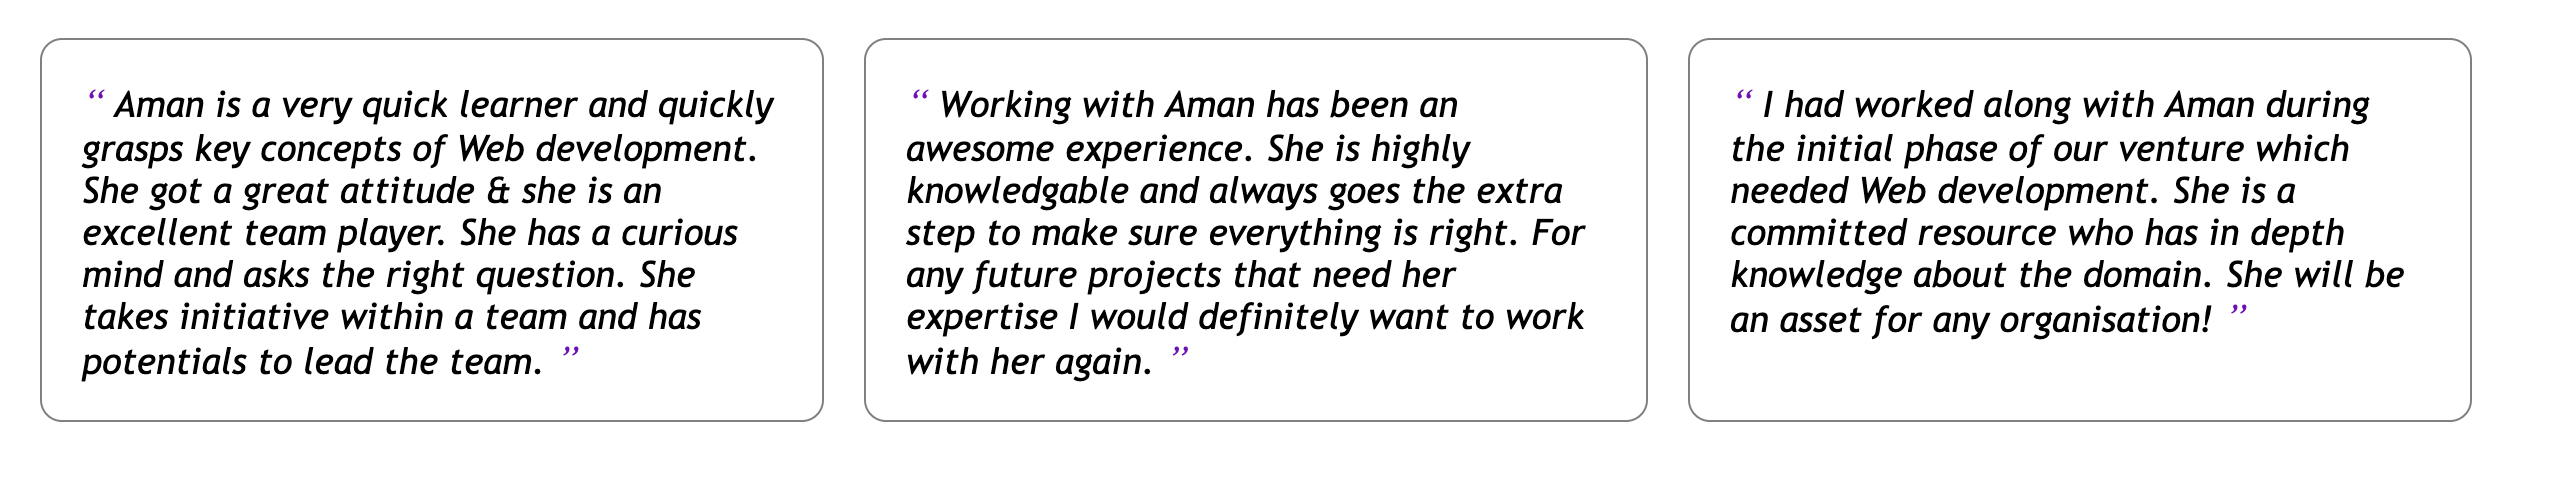 “ Aman is a very quick learner and quickly
grasps key concepts of Web development.
She got a great attitude & she is an
excellent team player. She has a curious
mind and asks the right question. She
takes initiative within a team and has
potentials to lead the team. ”
“ Working with Aman has been an
awesome experience. She is highly
knowledgable and always goes the extra
step to make sure everything is right. For
any future projects that need her
expertise I would definitely want to work
with her again. ”
“ I had worked along with Aman during
the initial phase of our venture which
needed Web development. She is a
committed resource who has in depth
knowledge about the domain. She will be
an asset for any organisation! ”